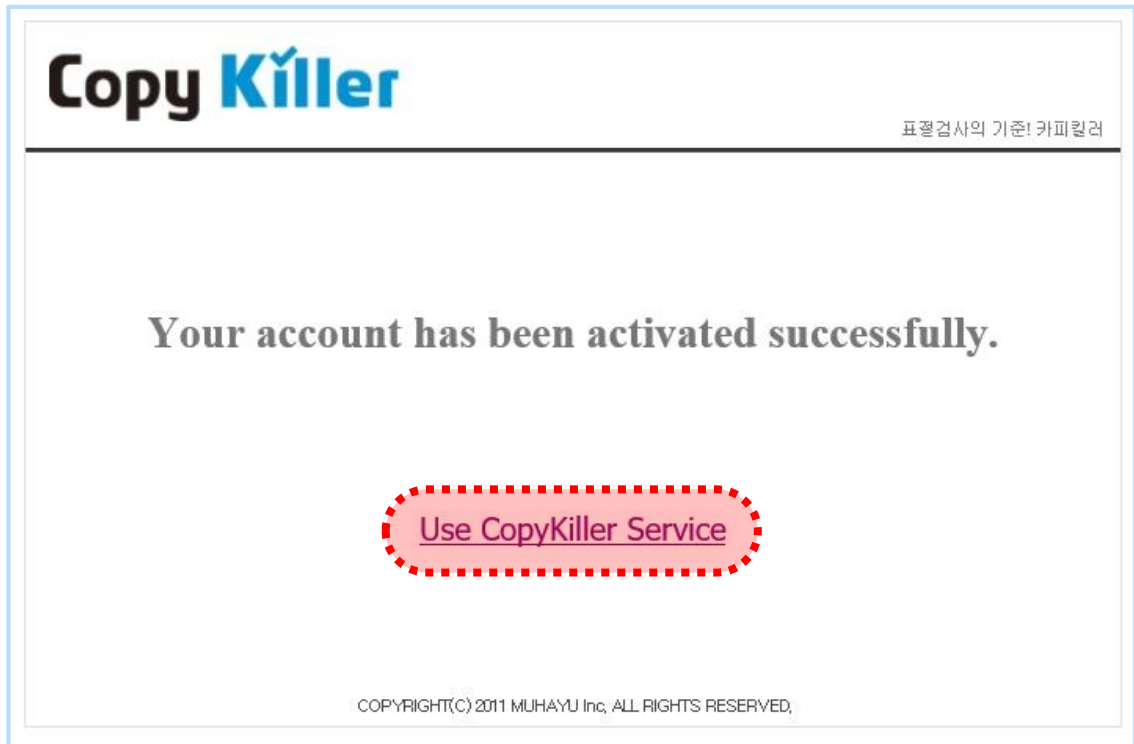 Copy Killer
표절검사의 기준! 카피킬러
Your account has been activated successfully.
Use CopyKiller Service
COPYRIGHT(C) 2011 MUHAYU Inc, ALL RIGHTS RESERVED,